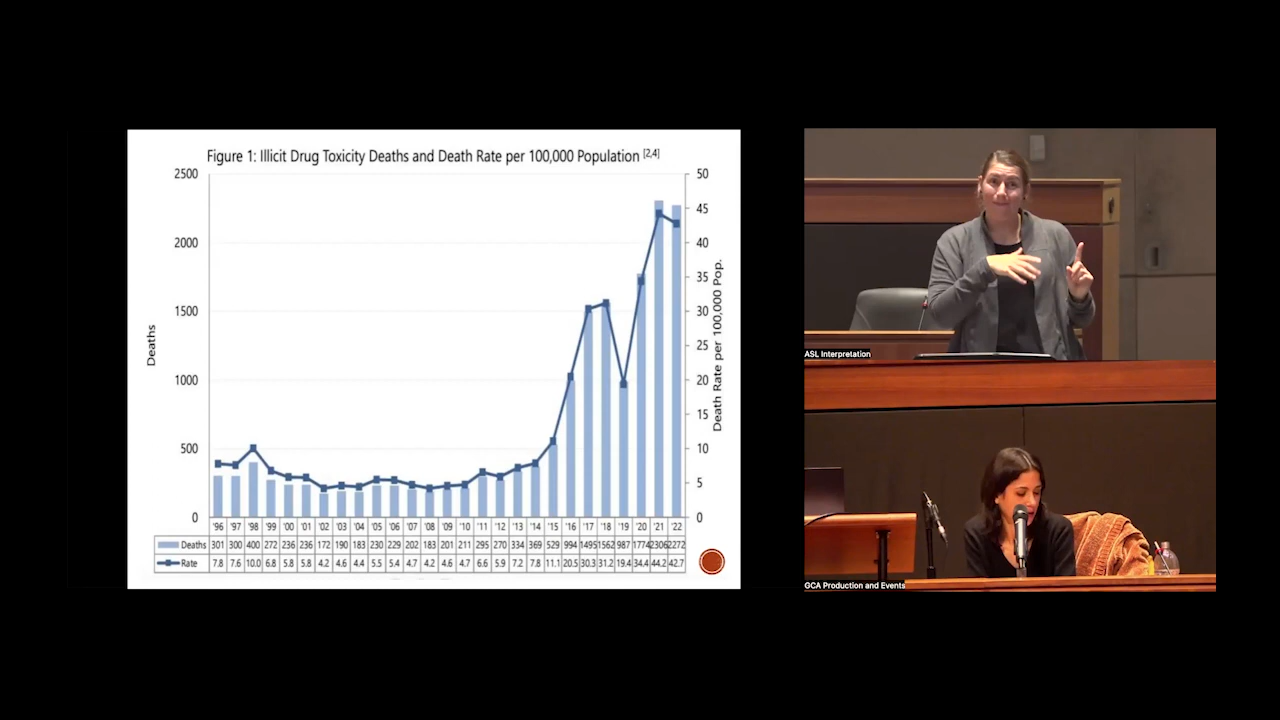 Figure 1: Illicit Drug Toxicity Deaths and Death Rate per 100,000 Population [2,4]
2500
2000
1500
1000
500
0
Deaths
50
45
40
35
30
25
20
15
10
5
0
Death Rate per 100,000 Pop.
'96 '97 '98 '99 '00 '01 '02 '03 '04 '05 '06 '07 '08 '09 '10 '11 '12 '13 '14 '15 '16 '17 '18 '19 '20 '21 '22
Deaths 301 300 400 272 236 236 172 190 183 230 229 202 183 201 211 295 270 334 369 529 994 1495 1562 987 1774 2306 2272
Rate 7.8 7.6 10.0 6.8 5.8 5.8 4.2 4.6 4.4 5.5 5.4 4.7 4.2 4.6 4.7 6.6 5.9 7.2 7.8 11.1 20.5 30.3 31.2 19.4 34.4 44.2 42.7
ASL Interpretation
GCA Production and Events